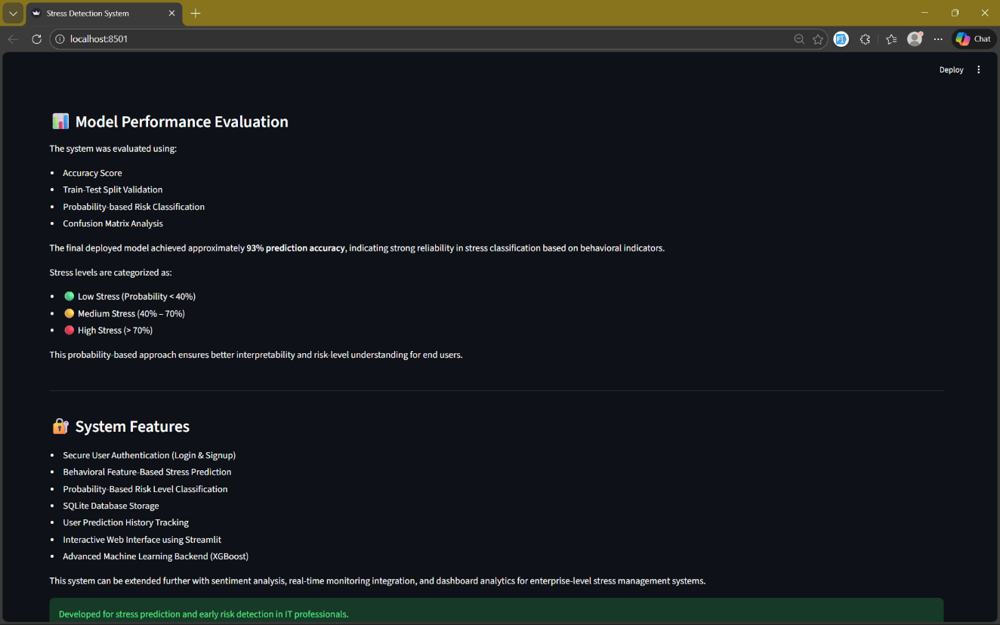 Stress Detection System
localhost:8501
Chat
Deploy
Model Performance Evaluation
The system was evaluated using:
• Accuracy Score
• Train-Test Split Validation
• Probability-based Risk Classification
• Confusion Matrix Analysis
The final deployed model achieved approximately 93% prediction accuracy, indicating strong reliability in stress classification based on behavioral indicators.
Stress levels are categorized as:
• Low Stress (Probability < 40%)
• Medium Stress (40% – 70%)
• High Stress (> 70%)
This probability-based approach ensures better interpretability and risk-level understanding for end users.
System Features
• Secure User Authentication (Login & Signup)
• Behavioral Feature-Based Stress Prediction
• Probability-Based Risk Level Classification
• SQLite Database Storage
• User Prediction History Tracking
• Interactive Web Interface using Streamlit
• Advanced Machine Learning Backend (XGBoost)
This system can be extended further with sentiment analysis, real-time monitoring integration, and dashboard analytics for enterprise-level stress management systems.
Developed for stress prediction and early risk detection in IT professionals.